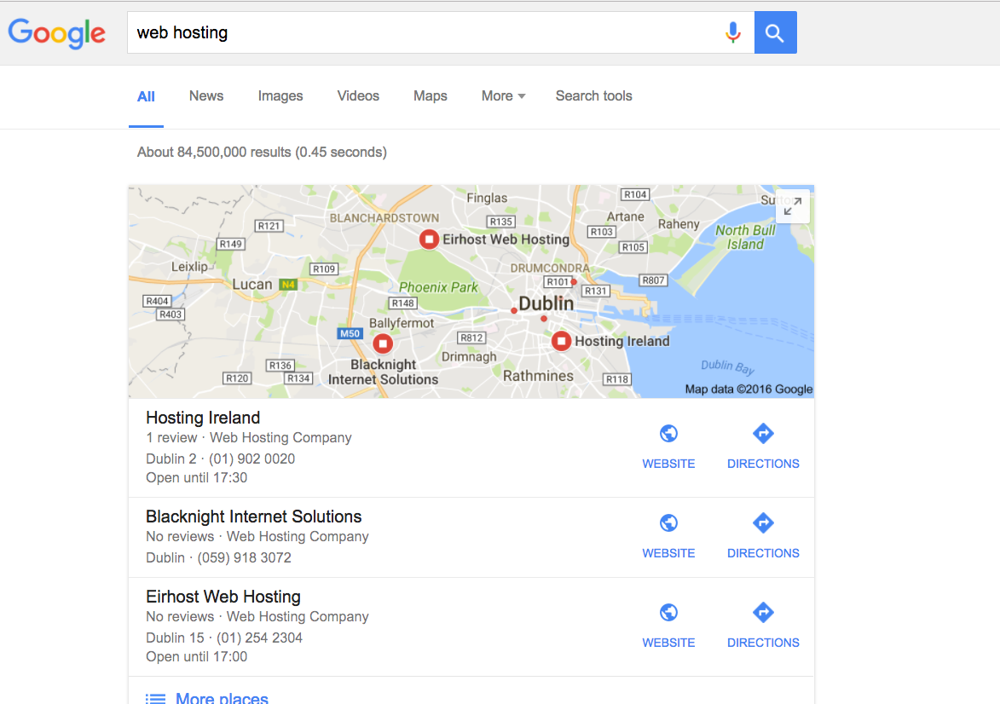 Google
web hosting
All News Images Videos Maps More Search tools
About 84,500,000 results (0.45 seconds)
Finglas
R104
BLANCHARDSTOWN
Artane
R121
R135
Raheny
R103
North Bull
Island
Eirhost Web Hosting
R149
R105
Leixlip
R109
DRUMCONDRA
Lucan N4
R101
R807
Phoenix Park
R131
R404
R148
Dublin
R403
Ballyfermot
M50
R812
Hosting Ireland
Drimnagh
Blacknight
Internet Solutions
R136
R120
R134
Rathmines
R118
Dublin Bay
Map data ©2016 Google
Hosting Ireland
1 review · Web Hosting Company
Dublin 2 · (01) 902 0020
Open until 17:30
WEBSITE DIRECTIONS
Blacknight Internet Solutions
No reviews · Web Hosting Company
Dublin · (059) 918 3072
WEBSITE DIRECTIONS
Eirhost Web Hosting
No reviews · Web Hosting Company
Dublin 15 · (01) 254 2304
Open until 17:00
WEBSITE DIRECTIONS
More places